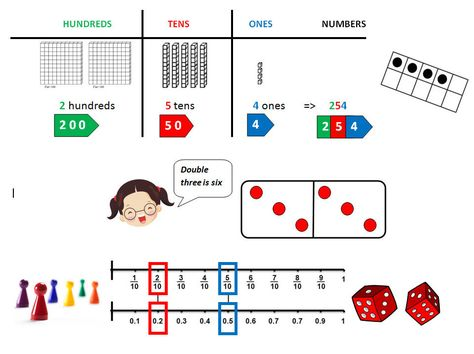 HUNDREDS TENS ONES NUMBERS
2 hundreds 5 tens 4 ones => 254
200 50 4 2 5 4
Double
three is six
1/10 2/10 3/10 4/10 5/10 6/10 7/10 8/10 9/10 1
0.1 0.2 0.3 0.4 0.5 0.6 0.7 0.8 0.9 1